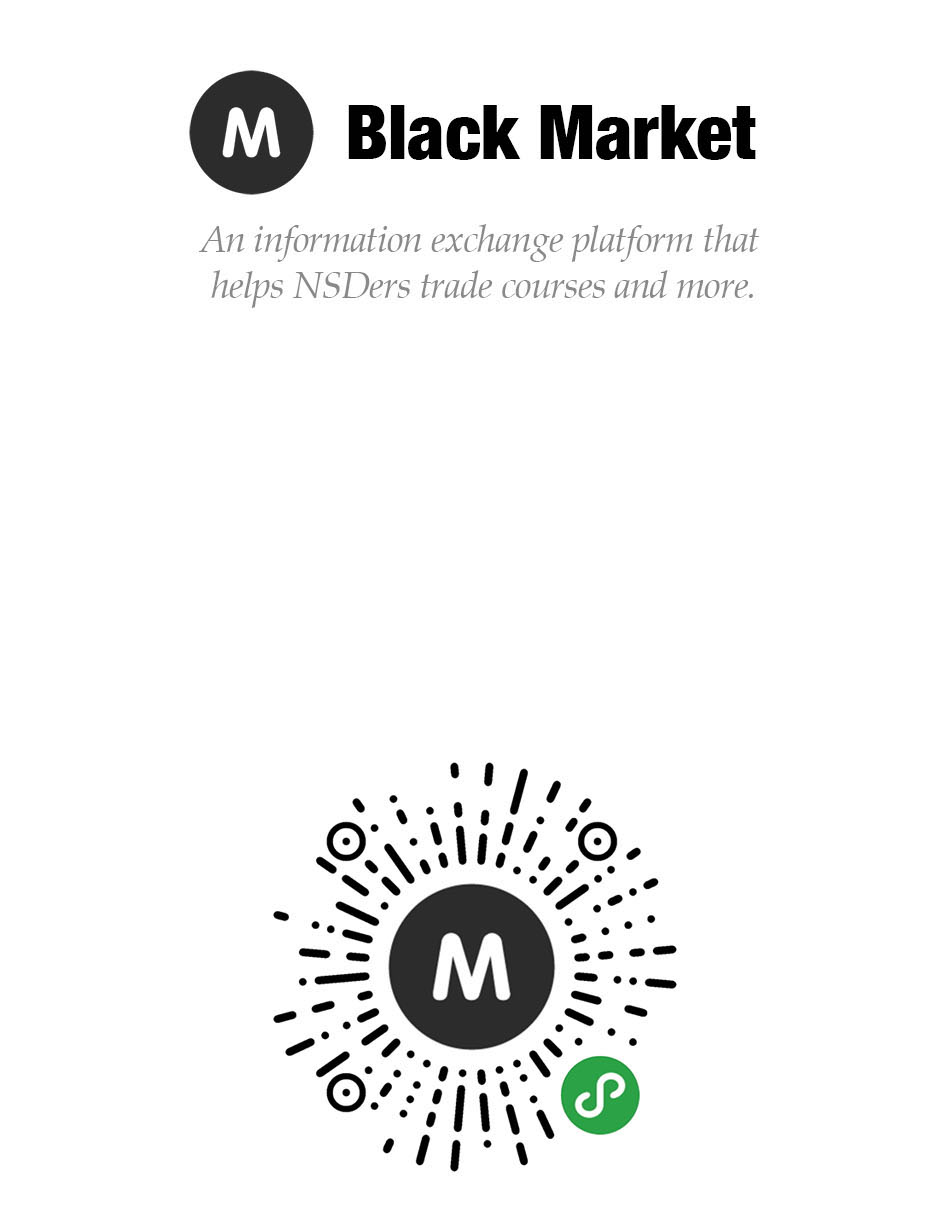 M Black Market
An information exchange platform that
helps NSDers trade courses and more.
M